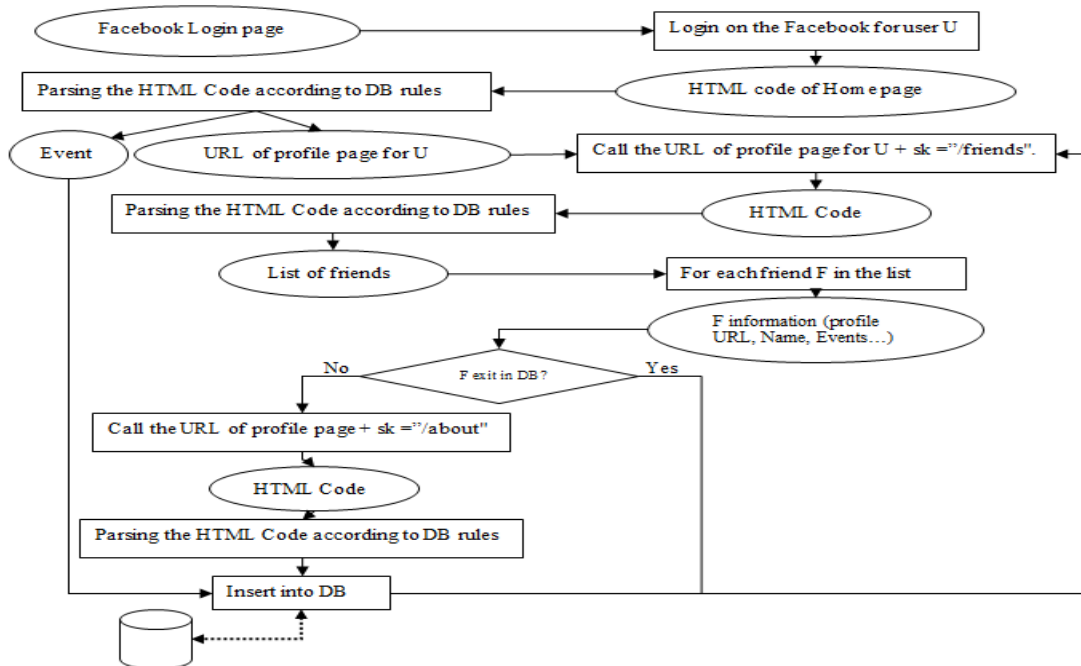 Facebook Login page
Login on the Facebook for user U
Parsing the HTML Code according to DB rules
HTML code of Home page
Event
URL of profile page for U
Call the URL of profile page for U + sk =”/friends".
Parsing the HTML Code according to DB rules
HTML Code
List of friends
For each friend F in the list
F information (profile
URL, Name, Events…)
No
F exit in DB?
Yes
Call the URL of profile page + sk =”/about"
HTML Code
Parsing the HTML Code according to DB rules
Insert into DB